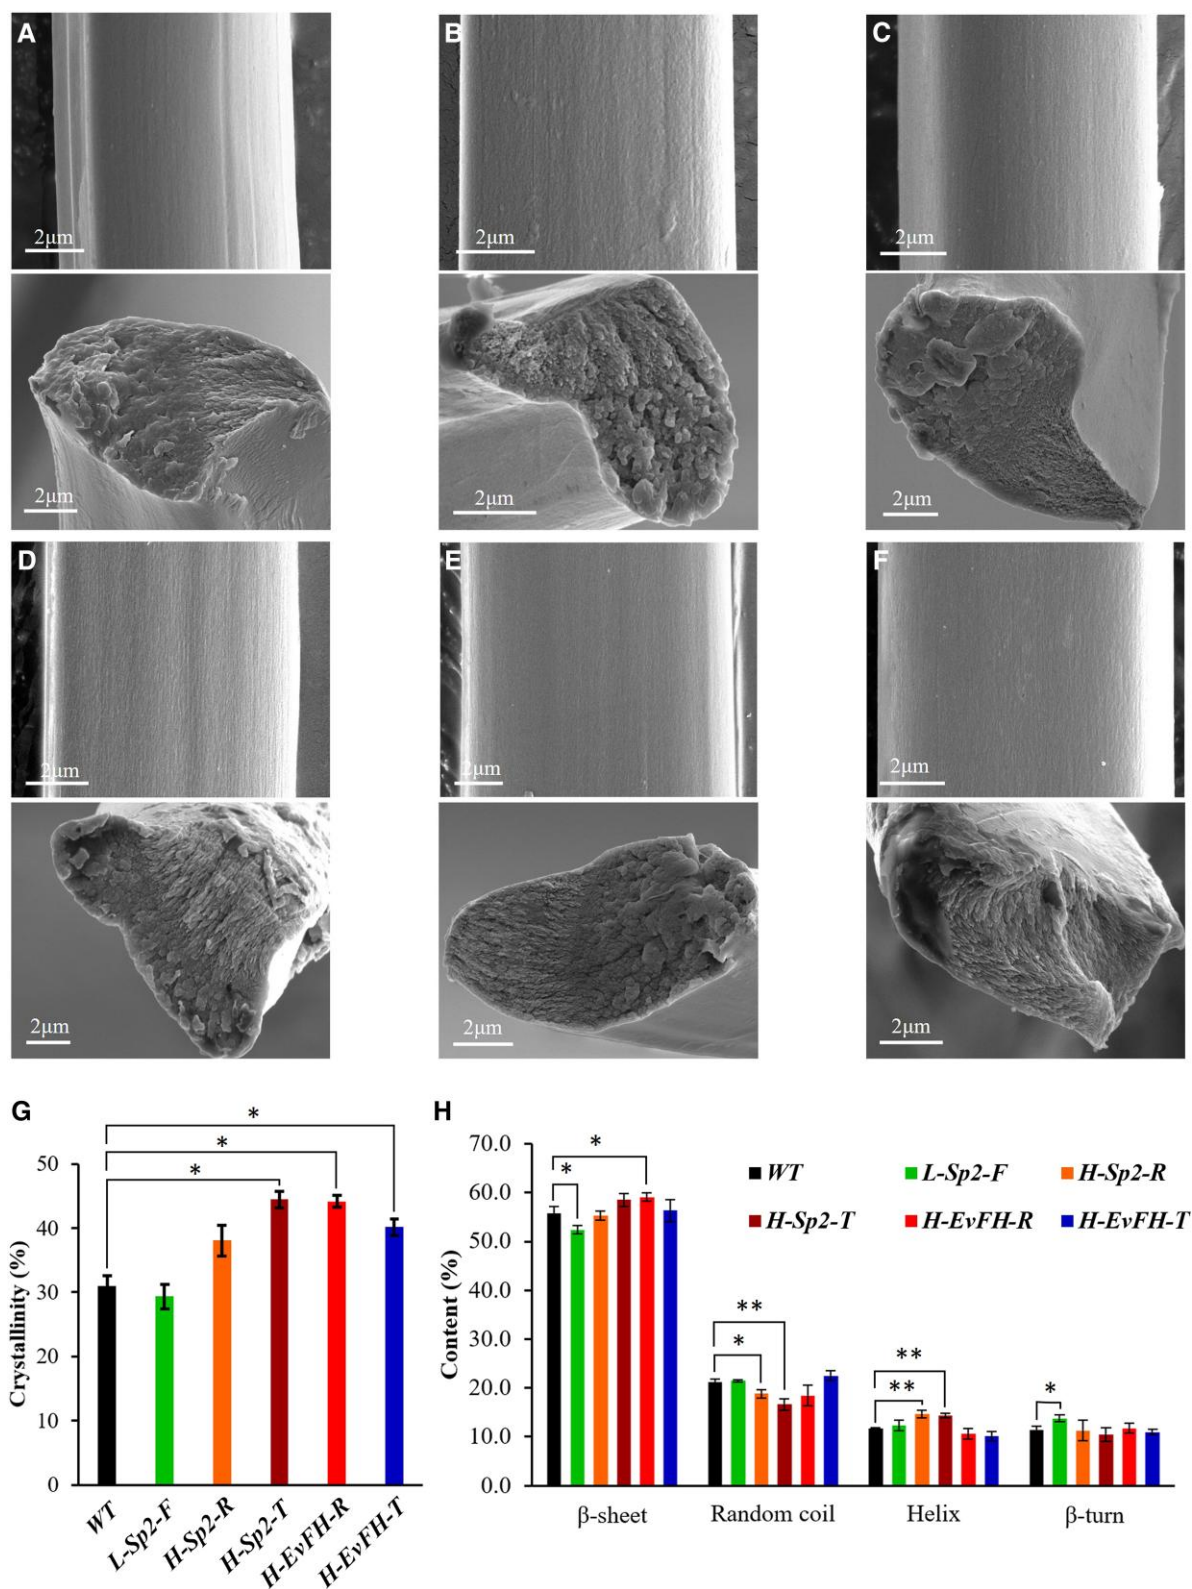 A
B
C
2μm
2μm
2μm
2μm
2μm
2μm
D
E
F
2μm
2μm
2μm
2μm
2μm
2μm
G
H
Crystallinity (%)
50
40
30
20
10
0
*
*
*
WT
L-Sp2-F
H-Sp2-R
H-Sp2-T
H-EvFH-R
H-EvFH-T
Content (%)
70.0
60.0
50.0
40.0
30.0
20.0
10.0
0.0
WT L-Sp2-F H-Sp2-R
H-Sp2-T H-EvFH-R H-EvFH-T
*
*
**
*
**
**
*
β-sheet Random coil Helix β-turn